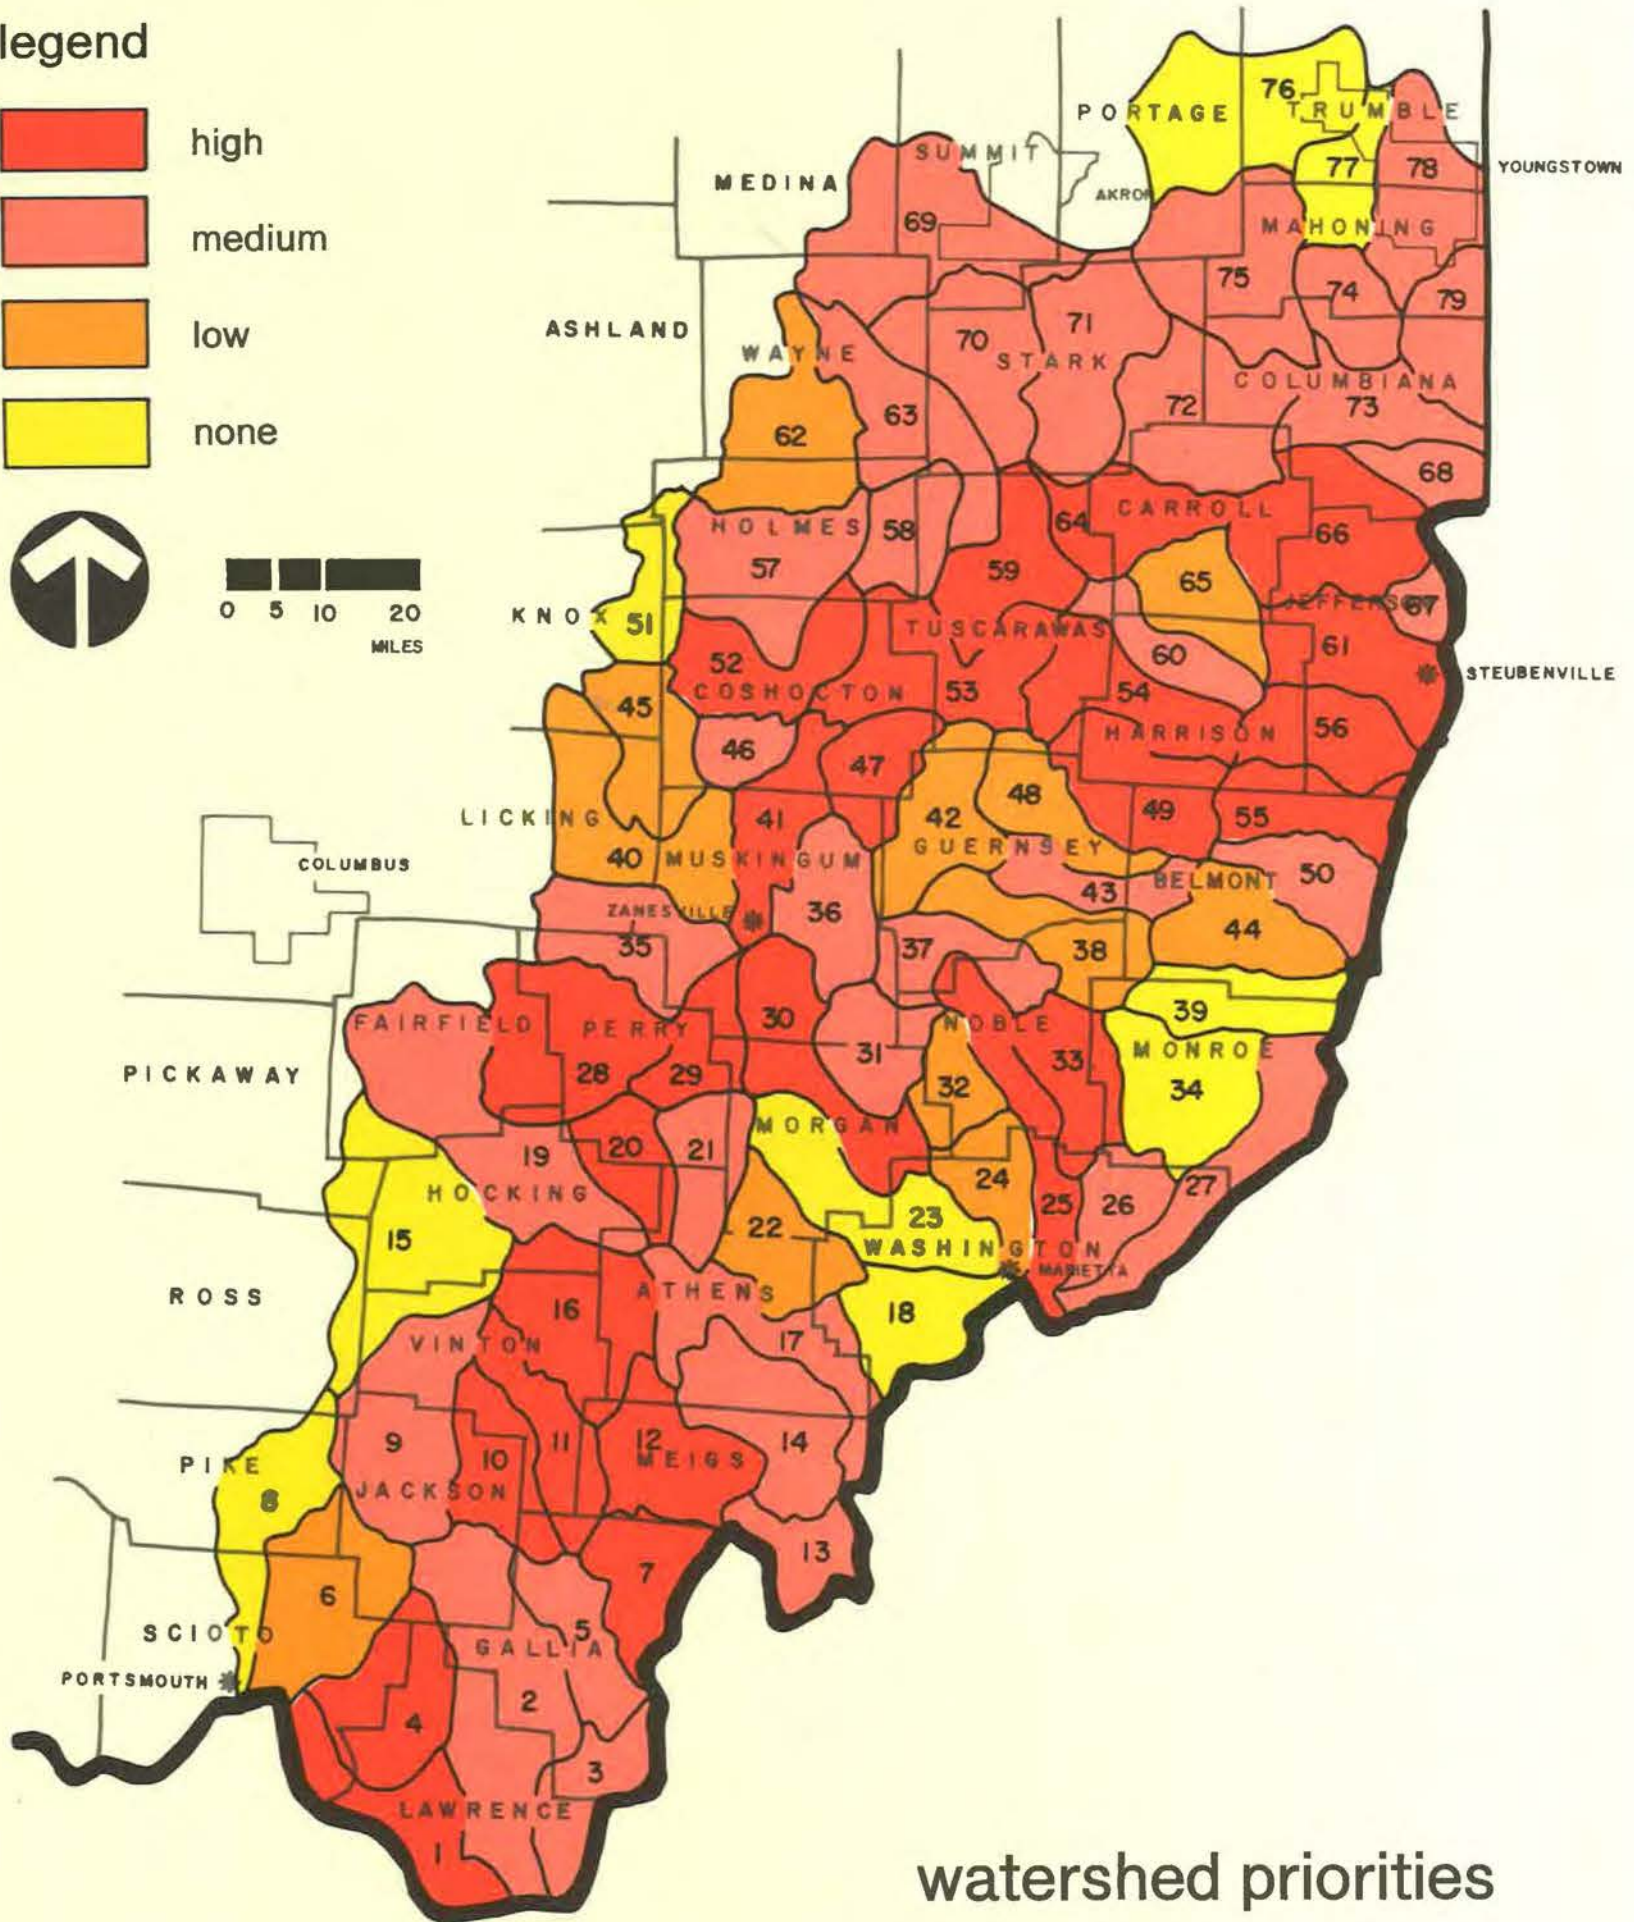 legend
high
medium
low
none
0 5 10 20
MILES
PORTAGE
76
TRUMBLE
77
78
YOUNGSTOWN
SUMMIT
MEDINA
AKRON
69
MAHONING
75
74
79
ASHLAND
WAYNE
70
71
STARK
COLUMBIANA
72
73
62
63
68
HOLMES
58
64
CARROLL
66
57
59
65
JEFFERSON
67
KNOX
51
TUSCARAWAS
61
60
52
STEUBENVILLE
COSHOCTON
53
54
45
56
HARRISON
46
47
48
49
55
LICKING
41
42
GUERNSEY
COLUMBUS
40
MUSKINGUM
BELMONT
50
43
ZANESVILLE
36
44
35
37
38
39
FAIRFIELD
PERRY
30
NOBLE
31
MONROE
PICKAWAY
28
29
32
33
34
MORGAN
19
20
21
24
HOCKING
25
26
27
22
23
15
WASHINGTON
MARIETTA
ROSS
ATHENS
16
18
VINTON
17
9
10
11
12
14
PIKE
MEIGS
8
JACKSON
13
7
6
SCIOTO
5
GALLIA
PORTSMOUTH
2
4
3
LAWRENCE
1
watershed priorities